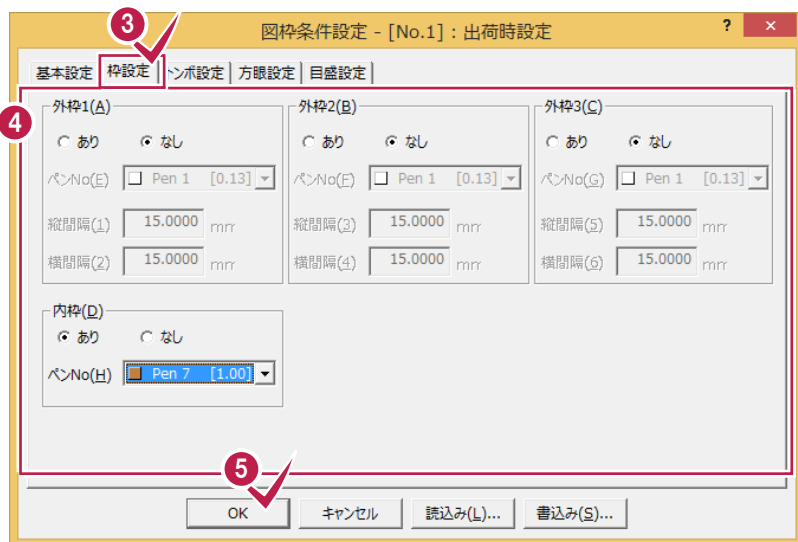 3
図枠条件設定 - [No.1] : 出荷時設定 ? ×
基本設定 枠設定 トンボ設定 方眼設定 目盛設定
4
外枠1(A) 外枠2(B) 外枠3(C)
あり なし あり なし あり なし
ペンNo(E) Pen 1 [0.13] ペンNo(F) Pen 1 [0.13] ペンNo(G) Pen 1 [0.13]
縦間隔(1) 15.0000 mm 縦間隔(3) 15.0000 mm 縦間隔(5) 15.0000 mm
横間隔(2) 15.0000 mm 横間隔(4) 15.0000 mm 横間隔(6) 15.0000 mm
内枠(D)
あり なし
ペンNo(H) Pen 7 [1.00]
5
OK キャンセル 読込み(L)... 書込み(S)...